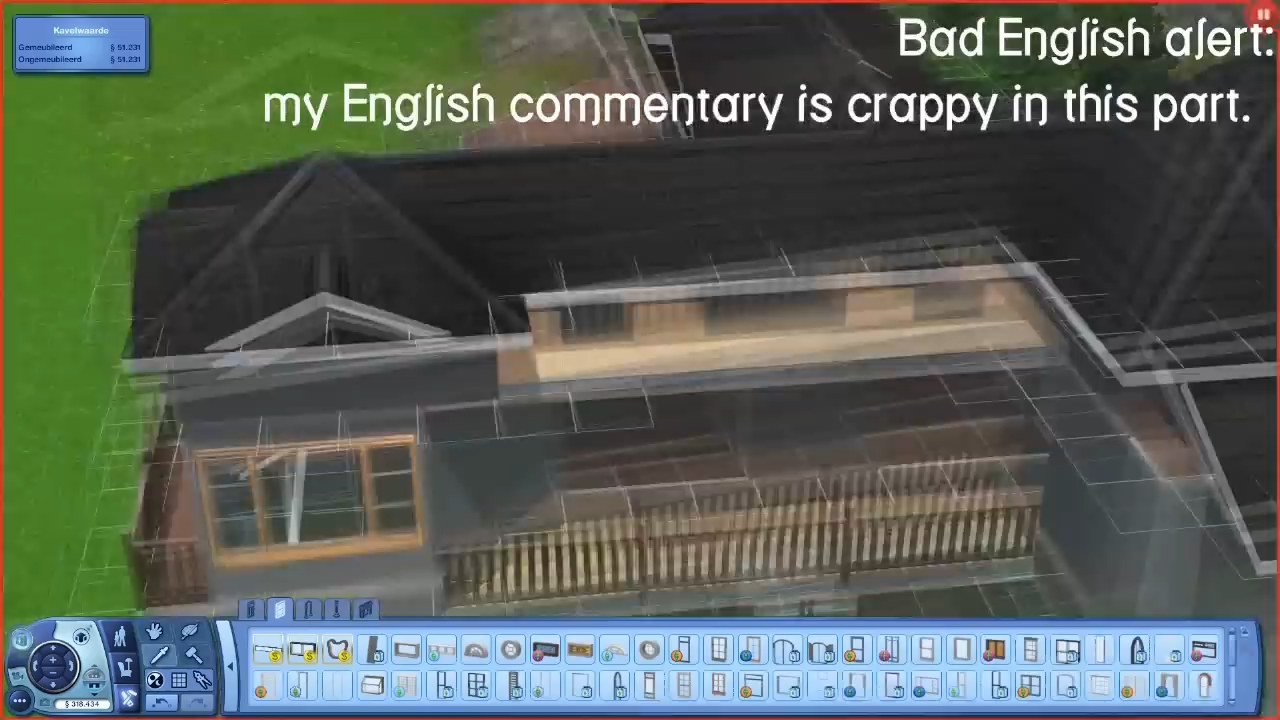 Bad English alert:
my English commentary is crappy in this part.
Kavelwaarde
Gemeubileerd § 51.231
Ongemeubileerd § 51.231
§ 318.434